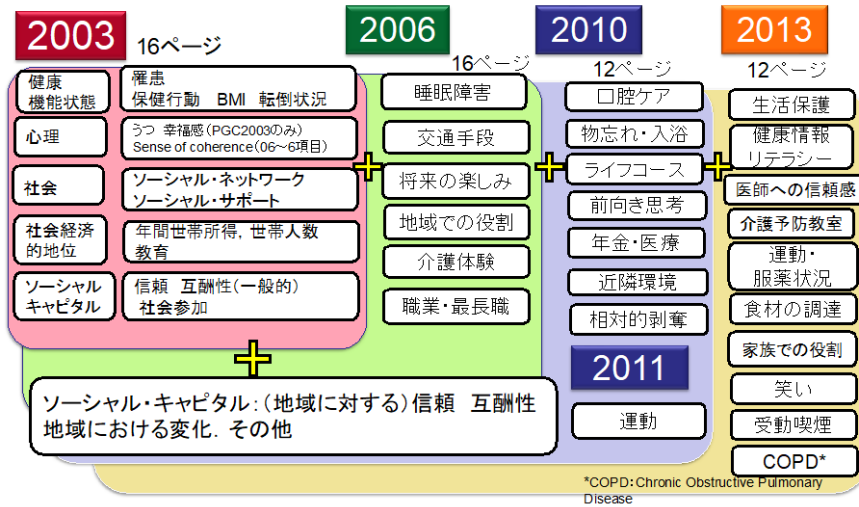 2003
16ページ
健康
機能状態
罹患
保健行動　BMI　転倒状況
心理
うつ　幸福感（PGC2003のみ）
Sense of coherence（06～6項目）
社会
ソーシャル・ネットワーク
ソーシャル・サポート
社会経済
的地位
年間世帯所得，世帯人数
教育
ソーシャル
キャピタル
信頼　互酬性（一般的）
社会参加
+
ソーシャル・キャピタル：（地域に対する）信頼　互酬性
地域における変化．その他
+
2006
16ページ
睡眠障害
交通手段
将来の楽しみ
地域での役割
介護体験
職業・最長職
+
2010
12ページ
口腔ケア
物忘れ・入浴
ライフコース
前向き思考
年金・医療
近隣環境
相対的剥奪
2011
運動
+
2013
12ページ
生活保護
健康情報
リテラシー
医師への信頼感
介護予防教室
運動・
服薬状況
食材の調達
家族での役割
笑い
受動喫煙
COPD*
*COPD：Chronic Obstructive Pulmonary
Disease